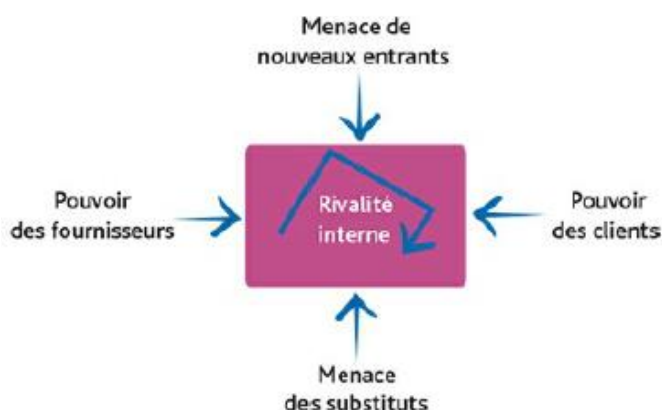 Menace de
nouveaux entrants
Pouvoir
des fournisseurs
Rivalité
interne
Pouvoir
des clients
Menace
des substituts